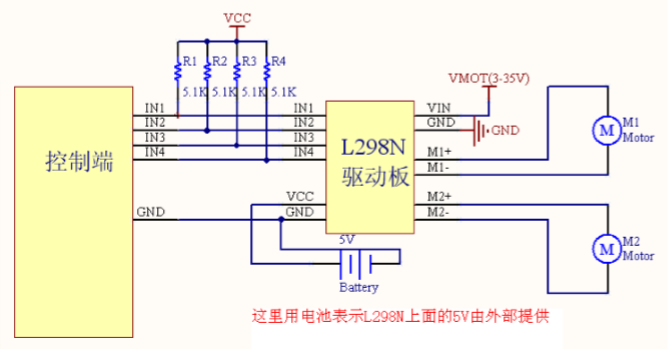 VCC
R1 R2 R3 R4
5.1K 5.1K 5.1K 5.1K
VMOT(3-35V)
控制端
IN1
IN2
IN3
IN4
GND
IN1
IN2
IN3
IN4
VCC
GND
L298N
驱动板
VIN
GND
GND
M1+
M1-
M2+
M2-
M
M1
Motor
M
M2
Motor
5V
Battery
这里用电池表示L298N上面的5V由外部提供